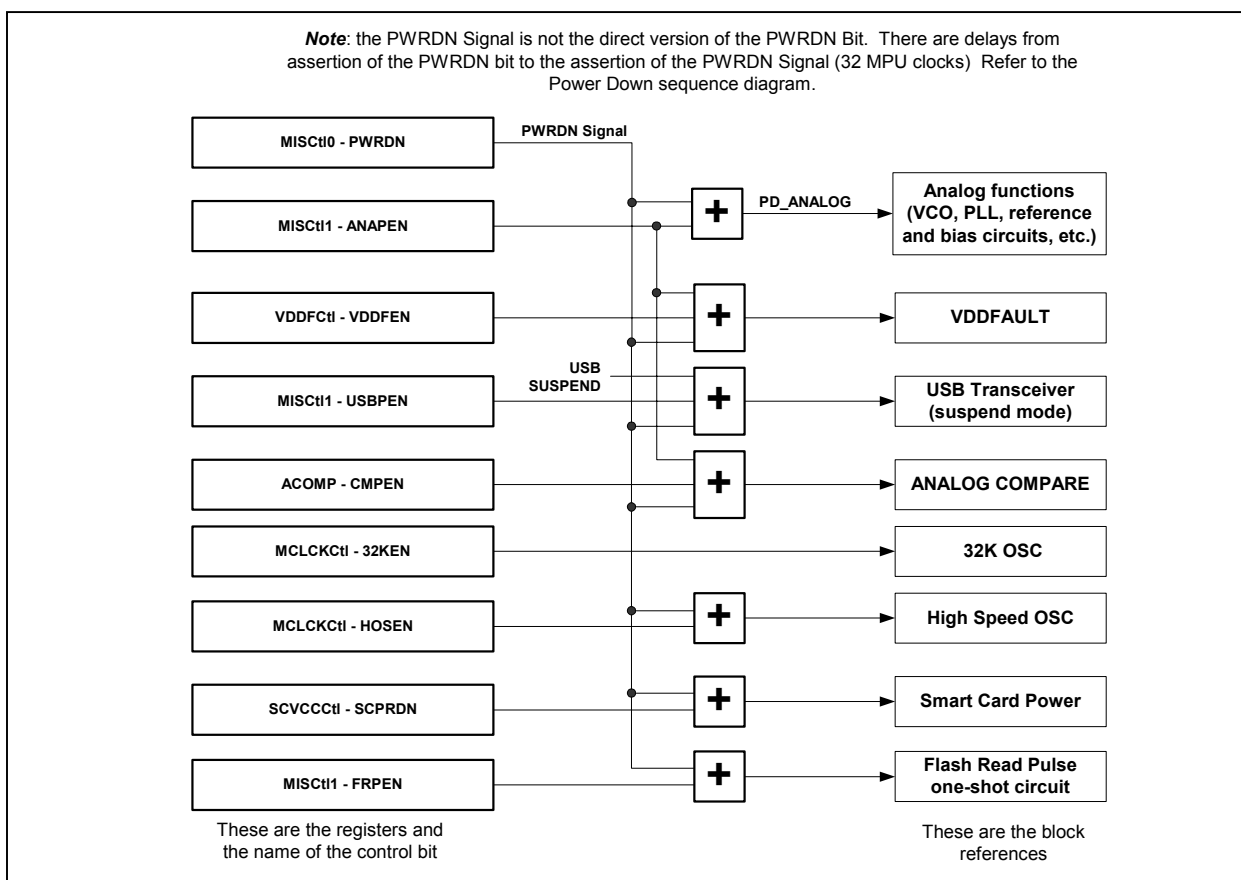 Note: the PWRDN Signal is not the direct version of the PWRDN Bit. There are delays from
assertion of the PWRDN bit to the assertion of the PWRDN Signal (32 MPU clocks) Refer to the
Power Down sequence diagram.
MISCtl0 - PWRDN
PWRDN Signal
MISCtl1 - ANAPEN
+
PD_ANALOG
Analog functions
(VCO, PLL, reference
and bias circuits, etc.)
VDDFCtl - VDDFEN
+
VDDFAULT
USB
SUSPEND
MISCtl1 - USBPEN
+
USB Transceiver
(suspend mode)
ACOMP - CMPEN
+
ANALOG COMPARE
MCLCKCtl - 32KEN
32K OSC
MCLCKCtl - HOSEN
+
High Speed OSC
SCVCCCtl - SCPRDN
+
Smart Card Power
MISCtl1 - FRPEN
+
Flash Read Pulse
one-shot circuit
These are the registers and
the name of the control bit
These are the block
references